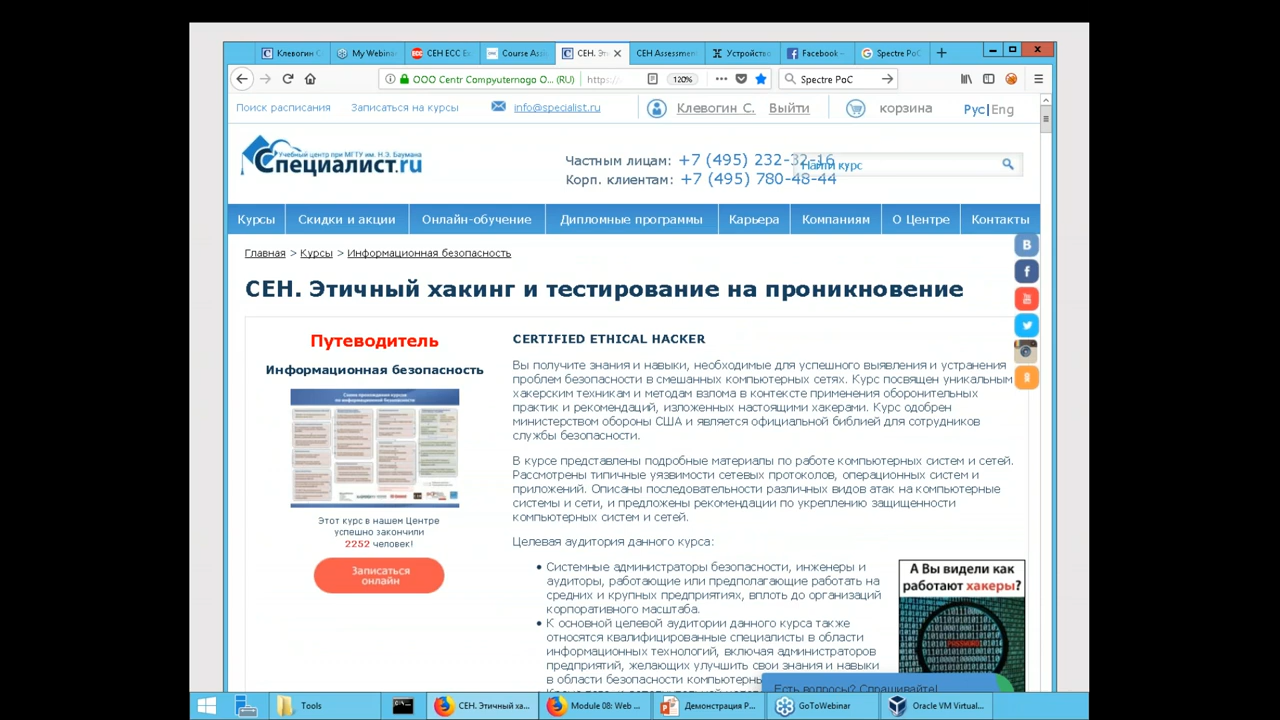 Клевогин С
My Webina
CEH ECC Ec
Course Ass
CEH. Эт
CEH Assessment
Устройство
Facebook –
Spectre PoC
ООО Centr Compyuternogo O... (RU)
https:
120%
Spectre PoC
Поиск расписания
Записаться на курсы
info@specialist.ru
Клевогин С.
Выйти
корзина
Рус|Eng
Учебный центр при МГТУ им. Н.Э. Баумана
Специалист.ru
Частным лицам: +7 (495) 232-32-16
Найти курс
Корп. клиентам: +7 (495) 780-48-44
Курсы
Скидки и акции
Онлайн-обучение
Дипломные программы
Карьера
Компаниям
О Центре
Контакты
Главная > Курсы > Информационная безопасность
CEH. Этичный хакинг и тестирование на проникновение
Путеводитель
Информационная безопасность
Этот курс в нашем Центре
успешно закончили
2252 человек!
Записаться
онлайн
CERTIFIED ETHICAL HACKER
Вы получите знания и навыки, необходимые для успешного выявления и устранения
проблем безопасности в смешанных компьютерных сетях. Курс посвящен уникальным
хакерским техникам и методам взлома в контексте применения оборонительных
практик и рекомендаций, изложенных настоящими хакерами. Курс одобрен
министерством обороны США и является официальной библией для сотрудников
службы безопасности.
В курсе представлены подробные материалы по работе компьютерных систем и сетей.
Рассмотрены типичные уязвимости сетевых протоколов, операционных систем и
приложений. Описаны последовательности различных видов атак на компьютерные
системы и сети, и предложены рекомендации по укреплению защищенности
компьютерных систем и сетей.
Целевая аудитория данного курса:
• Системные администраторы безопасности, инженеры и
аудиторы, работающие или предполагающие работать на
средних и крупных предприятиях, вплоть до организаций
корпоративного масштаба.
• К основной целевой аудитории данного курса также
относятся квалифицированные специалисты в области
информационных технологий, включая администраторов
предприятий, желающих улучшить свои знания и навыки
в области безопасности компьютерн
А Вы видели как
работают хакеры?
PASSWORD
Есть вопросы? Спрашивайте!
Tools
CEH. Этичный ха...
Module 08: Web ...
Демонстрация P...
GoToWebinar
Oracle VM Virtual...